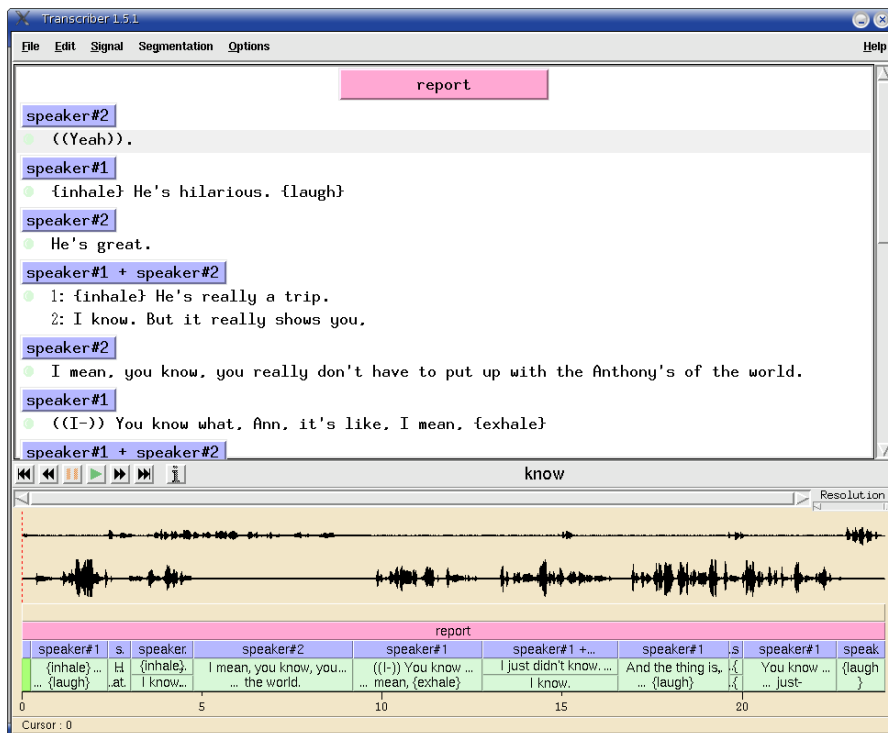 Transcriber 1.5.1
File Edit Signal Segmentation Options Help
report
speaker#2
((Yeah)).
speaker#1
{inhale} He's hilarious. {laugh}
speaker#2
He's great.
speaker#1 + speaker#2
1: {inhale} He's really a trip.
2: I know. But it really shows you,
speaker#2
I mean, you know, you really don't have to put up with the Anthony's of the world.
speaker#1
((I-)) You know what, Ann, it's like, I mean, {exhale}
speaker#1 + speaker#2
i know
Resolution
report
speaker#1 s. speaker. speaker#2 speaker#1 speaker#1 +... speaker#1 .s speaker#1 speak
{inhale} ... H. {inhale}. I mean, you know, you... ((I-)) You know ... I just didn't know. ... And the thing is, .{ You know ... {laugh
... {laugh} .at. I know... ... the world. ... mean, {exhale} I know. ... {laugh} .{ ... just- }
0 5 10 15 20
Cursor : 0